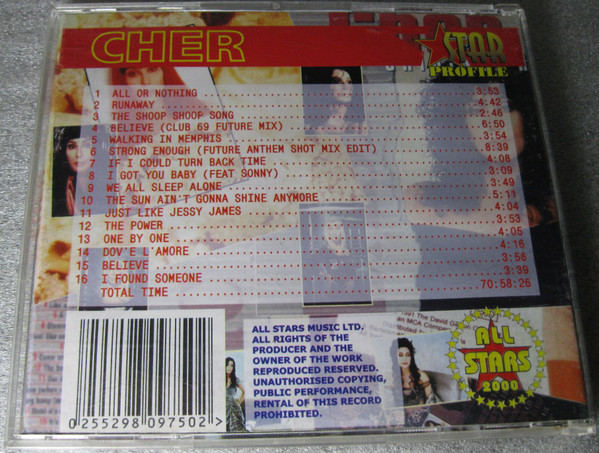 CHER
STAR
PROFILE
1 ALL OR NOTHING 3:53
2 RUNAWAY 4:42
3 THE SHOOP SHOOP SONG 2:46
4 BELIEVE (CLUB 69 FUTURE MIX) 6:50
5 WALKING IN MEMPHIS 3:54
6 STRONG ENOUGH (FUTURE ANTHEM SHOT MIX EDIT) 8:39
7 IF I COULD TURN BACK TIME 4:08
8 I GOT YOU BABY (FEAT SONNY) 3:09
9 WE ALL SLEEP ALONE 3:49
10 THE SUN AIN'T GONNA SHINE ANYMORE 5:11
11 JUST LIKE JESSY JAMES 4:04
12 THE POWER 3:53
13 ONE BY ONE 4:05
14 DOV'E L'AMORE 4:16
15 BELIEVE 3:56
16 I FOUND SOMEONE 3:39
TOTAL TIME 70:58:26
ALL STARS MUSIC LTD.
ALL RIGHTS OF THE
PRODUCER AND THE
OWNER OF THE WORK
REPRODUCED RESERVED.
UNAUTHORISED COPYING,
PUBLIC PERFORMANCE,
RENTAL OF THIS RECORD
PROHIBITED.
ALL
STARS
2000
0 255298 097502 >